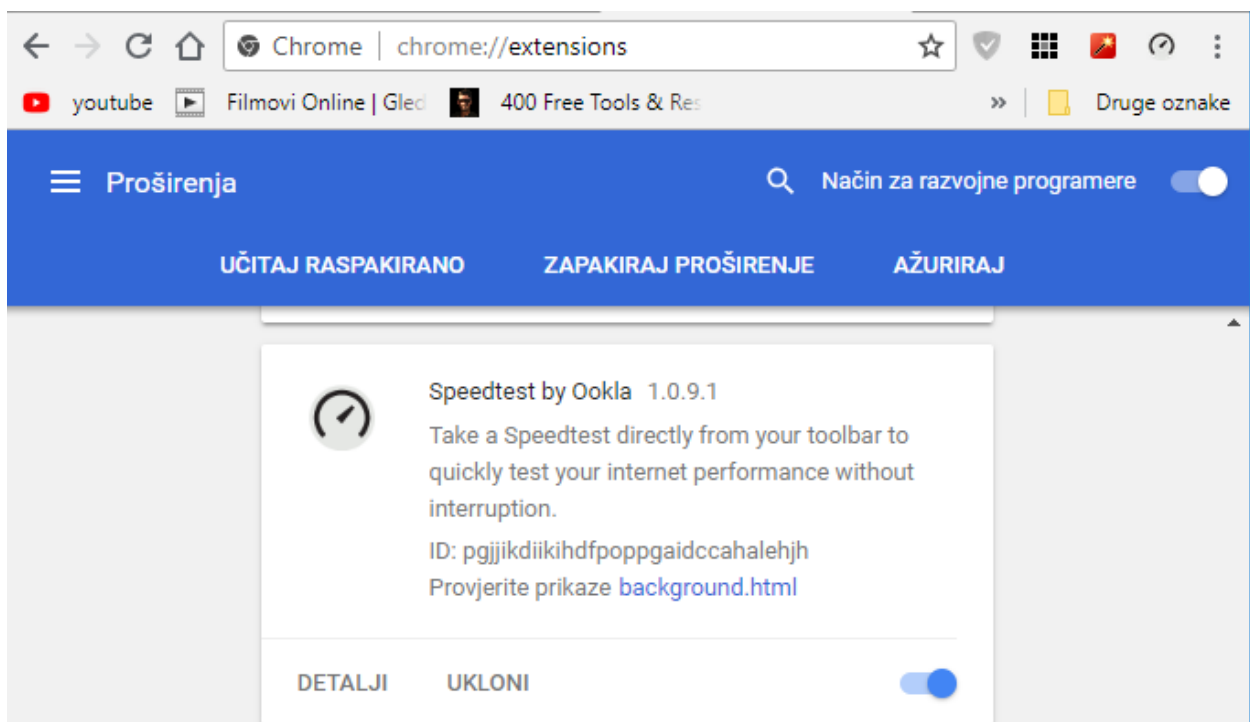 Chrome | chrome://extensions
youtube Filmovi Online | Gled 400 Free Tools & Res » Druge oznake
Proširenja Način za razvojne programere
UČITAJ RASPAKIRANO ZAPAKIRAJ PROŠIRENJE AŽURIRAJ
Speedtest by Ookla 1.0.9.1
Take a Speedtest directly from your toolbar to
quickly test your internet performance without
interruption.
ID: pgjjikdiikihdfpoppgaidccahalehjh
Provjerite prikaze background.html
DETALJI UKLONI